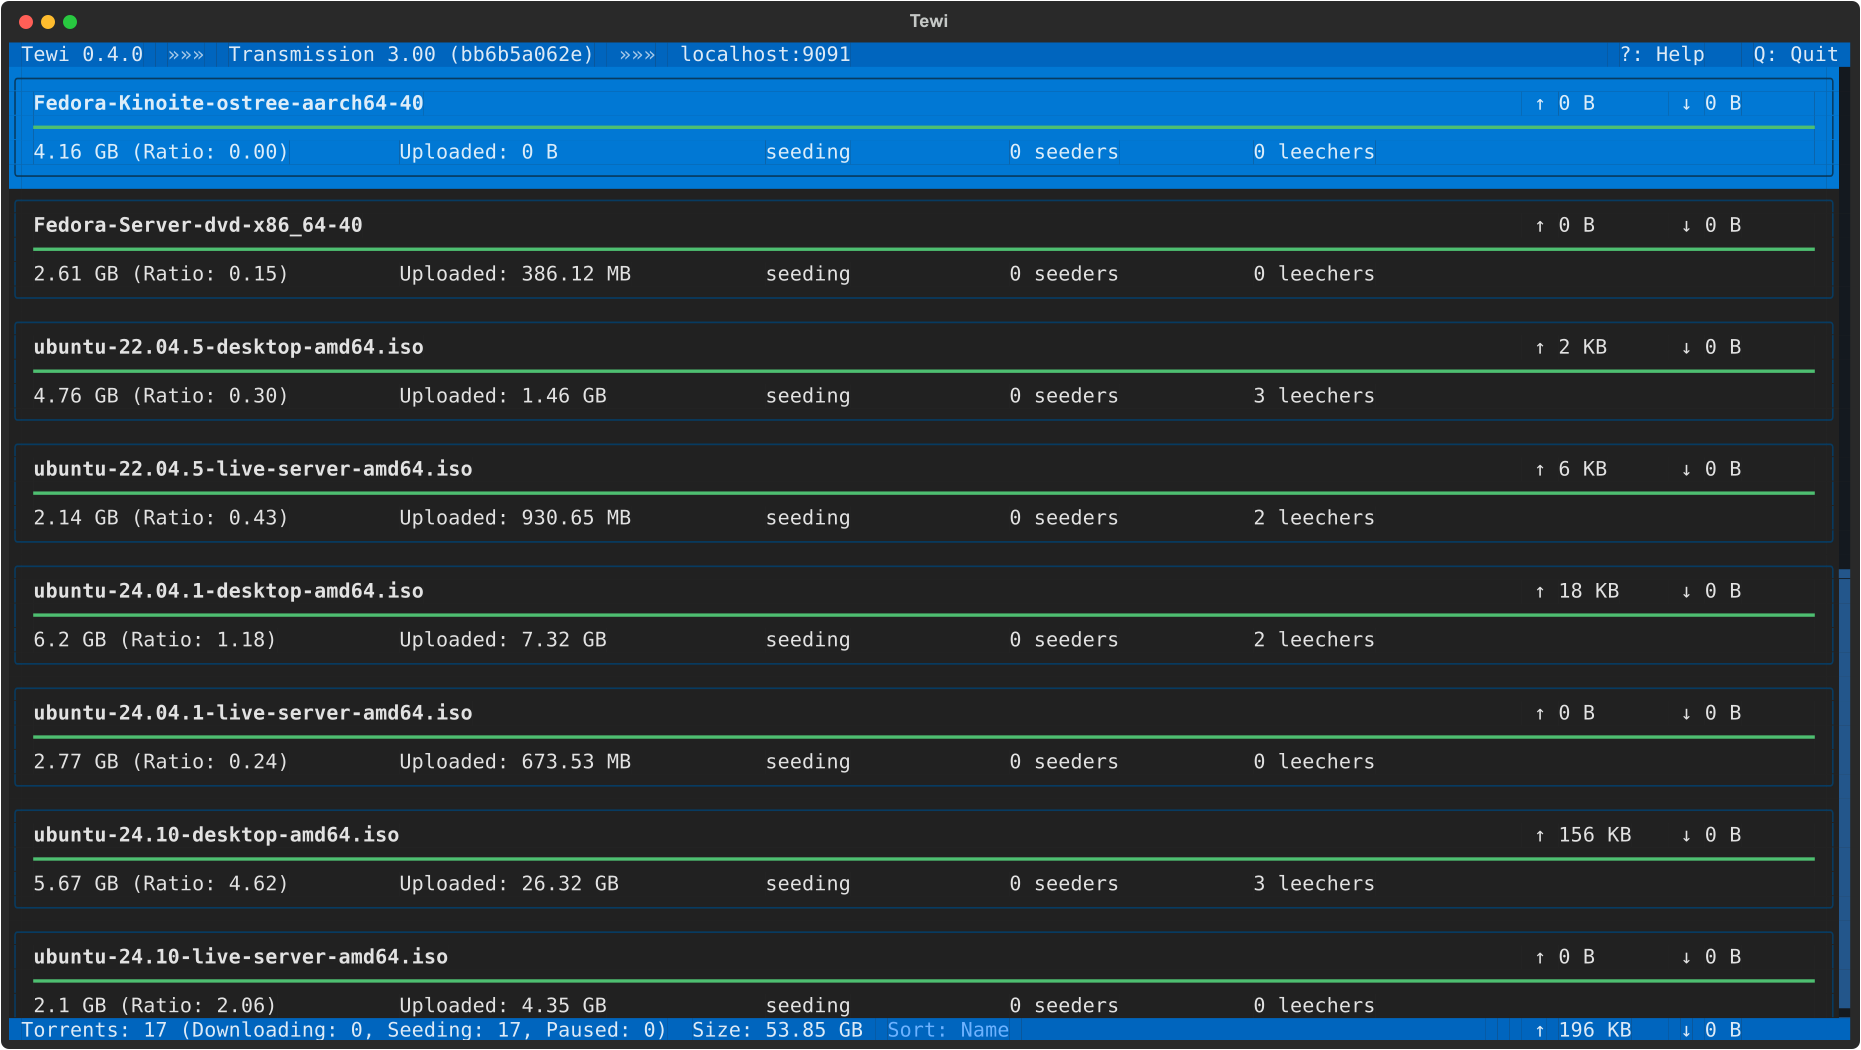 Tewi
Tewi 0.4.0 »»» Transmission 3.00 (bb6b5a062e) »»» localhost:9091 ?: Help Q: Quit
Fedora-Kinoite-ostree-aarch64-40 ↑ 0 B ↓ 0 B
4.16 GB (Ratio: 0.00) Uploaded: 0 B seeding 0 seeders 0 leechers
Fedora-Server-dvd-x86_64-40 ↑ 0 B ↓ 0 B
2.61 GB (Ratio: 0.15) Uploaded: 386.12 MB seeding 0 seeders 0 leechers
ubuntu-22.04.5-desktop-amd64.iso ↑ 2 KB ↓ 0 B
4.76 GB (Ratio: 0.30) Uploaded: 1.46 GB seeding 0 seeders 3 leechers
ubuntu-22.04.5-live-server-amd64.iso ↑ 6 KB ↓ 0 B
2.14 GB (Ratio: 0.43) Uploaded: 930.65 MB seeding 0 seeders 2 leechers
ubuntu-24.04.1-desktop-amd64.iso ↑ 18 KB ↓ 0 B
6.2 GB (Ratio: 1.18) Uploaded: 7.32 GB seeding 0 seeders 2 leechers
ubuntu-24.04.1-live-server-amd64.iso ↑ 0 B ↓ 0 B
2.77 GB (Ratio: 0.24) Uploaded: 673.53 MB seeding 0 seeders 0 leechers
ubuntu-24.10-desktop-amd64.iso ↑ 156 KB ↓ 0 B
5.67 GB (Ratio: 4.62) Uploaded: 26.32 GB seeding 0 seeders 3 leechers
ubuntu-24.10-live-server-amd64.iso ↑ 0 B ↓ 0 B
2.1 GB (Ratio: 2.06) Uploaded: 4.35 GB seeding 0 seeders 0 leechers
Torrents: 17 (Downloading: 0, Seeding: 17, Paused: 0) Size: 53.85 GB Sort: Name ↑ 196 KB ↓ 0 B